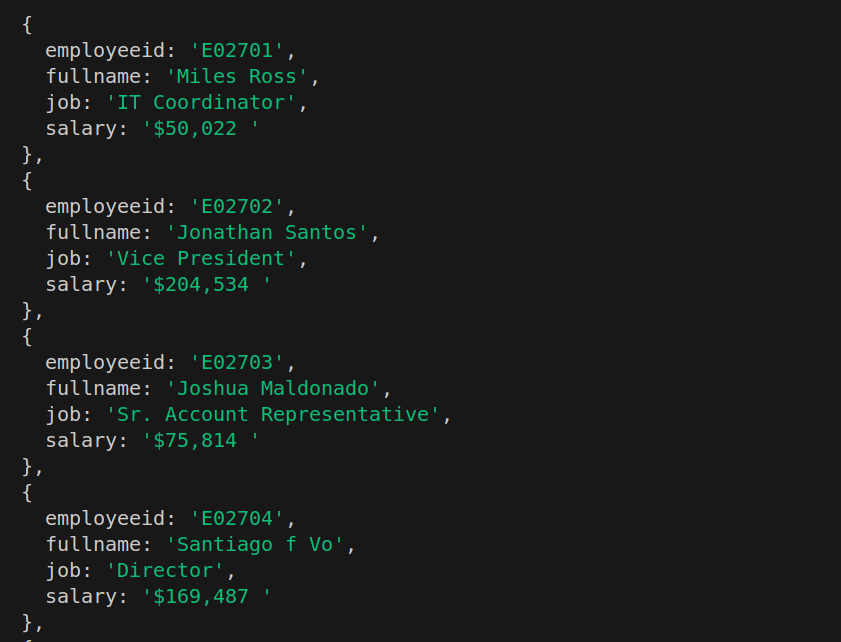 {
employeeid: 'E02701',
fullname: 'Miles Ross',
job: 'IT Coordinator',
salary: '$50,022 '
},
{
employeeid: 'E02702',
fullname: 'Jonathan Santos',
job: 'Vice President',
salary: '$204,534 '
},
{
employeeid: 'E02703',
fullname: 'Joshua Maldonado',
job: 'Sr. Account Representative',
salary: '$75,814 '
},
{
employeeid: 'E02704',
fullname: 'Santiago f Vo',
job: 'Director',
salary: '$169,487 '
},